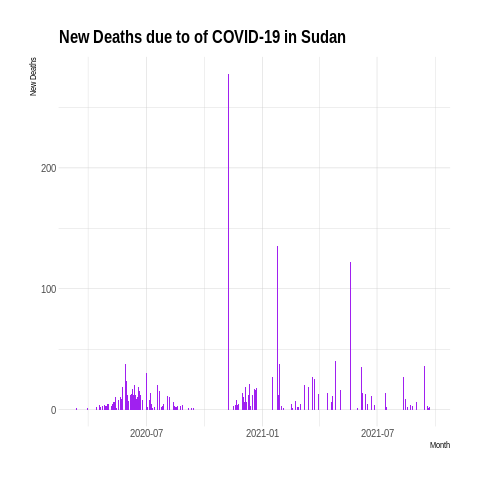 New Deaths due to of COVID-19 in Sudan
New Deaths
200
100
0
2020-07
2021-01
2021-07
Month